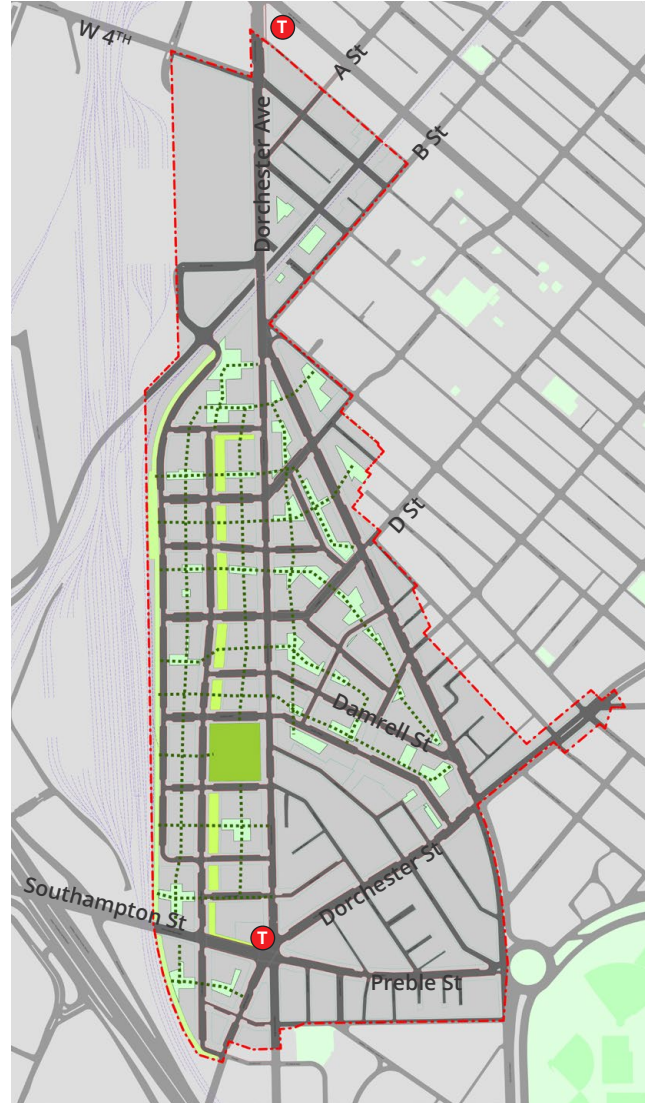 T
W 4TH
A St
Dorchester Ave
B St
D St
Damrell St
Dorchester St
Southampton St
T
Preble St